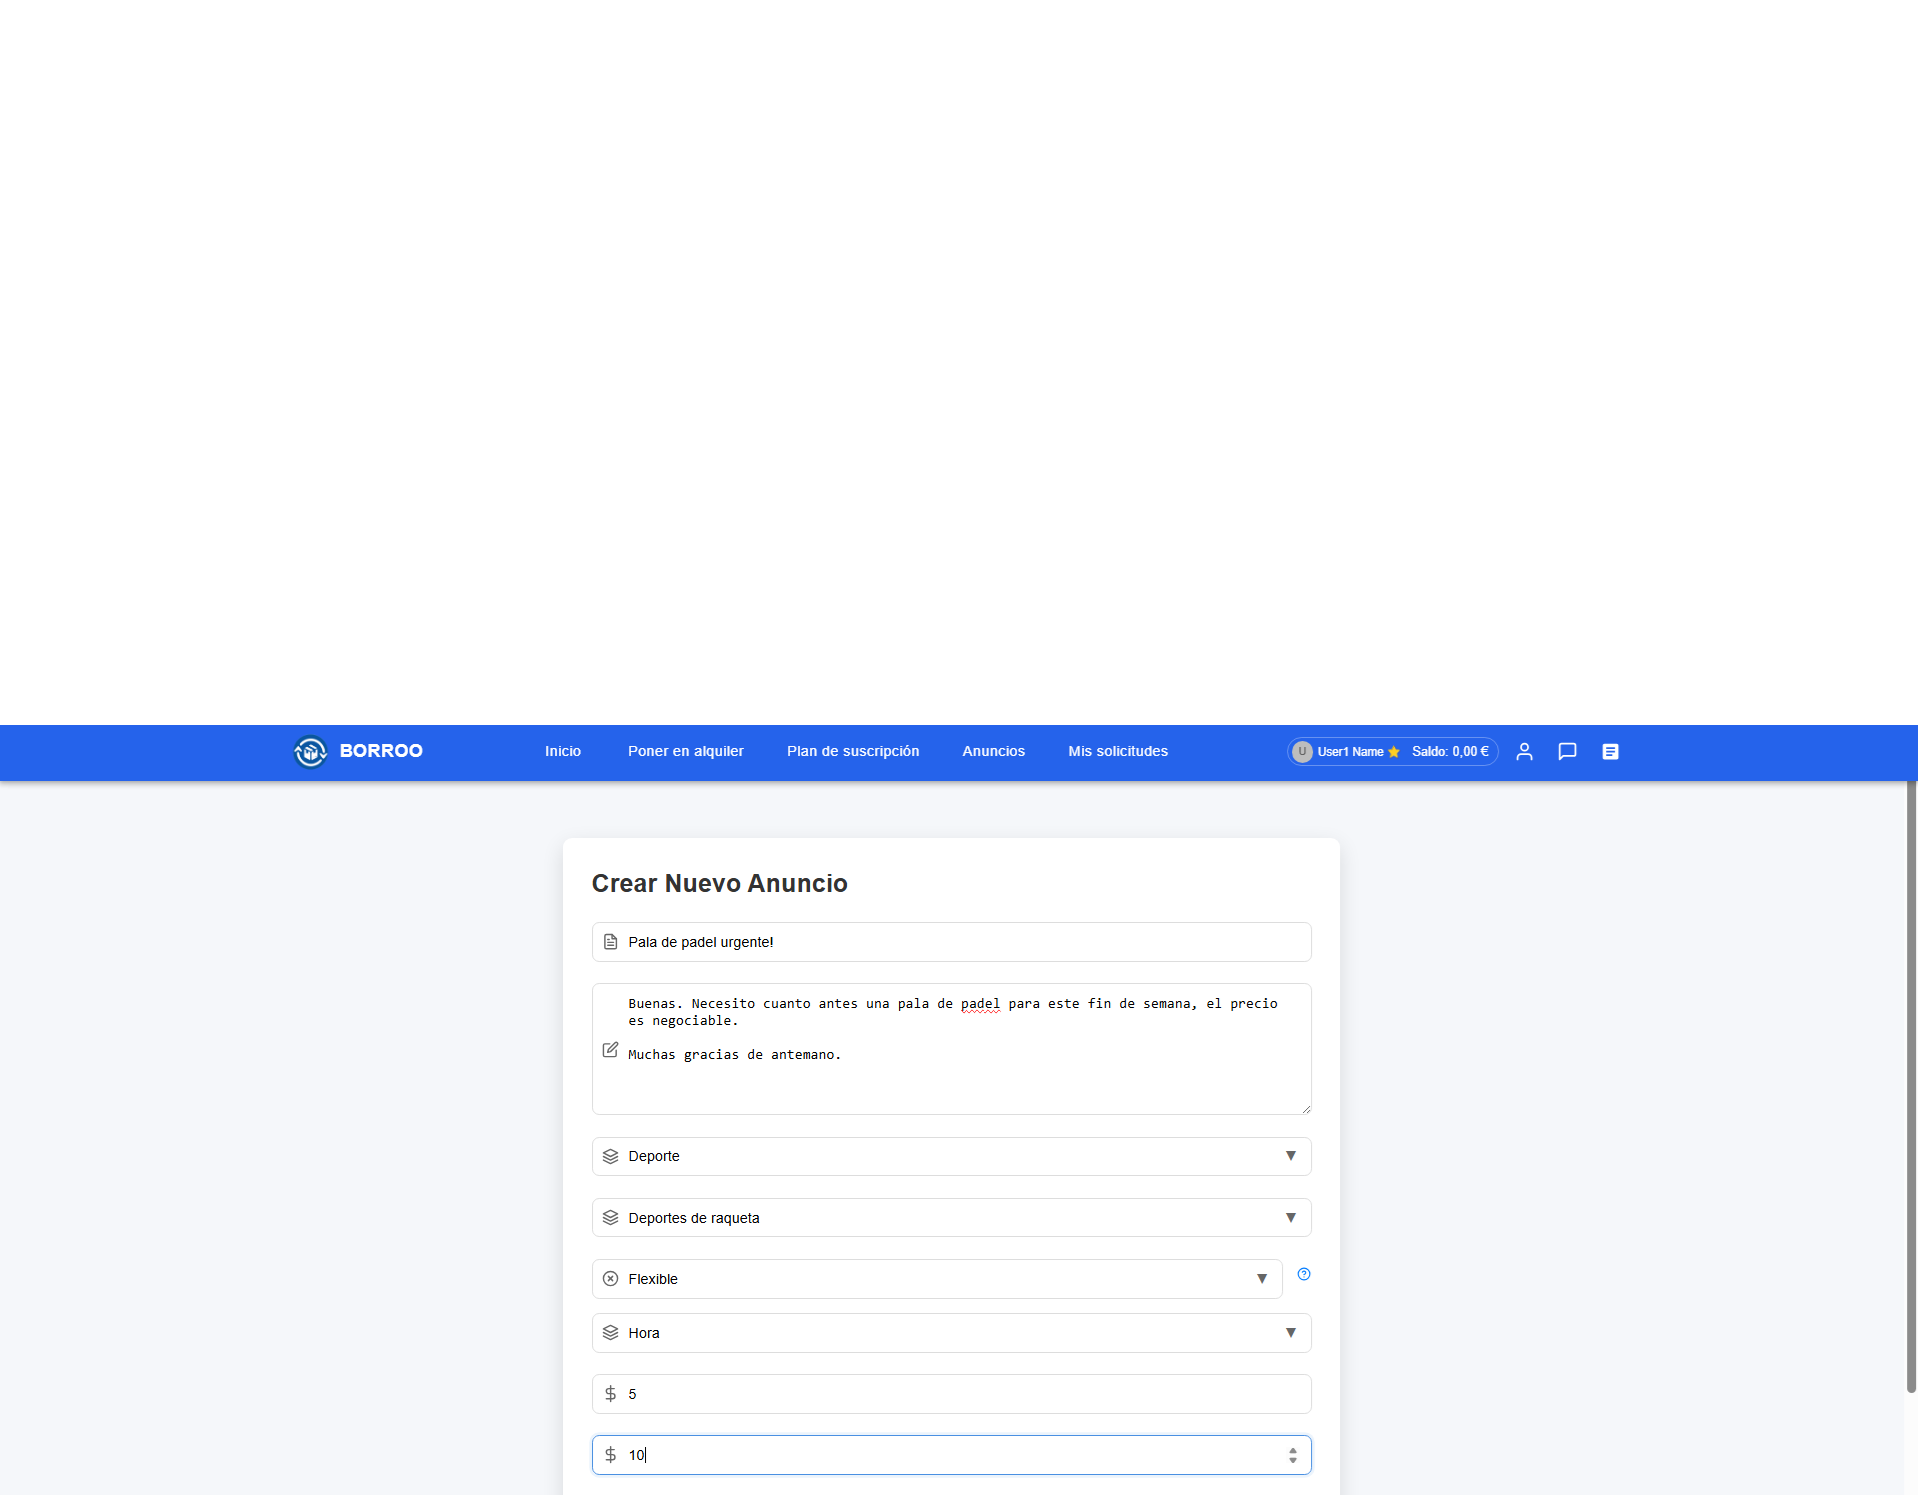 BORROO
Inicio
Poner en alquiler
Plan de suscripción
Anuncios
Mis solicitudes
U
User1 Name
Saldo: 0,00 €
Crear Nuevo Anuncio
Pala de padel urgente!
Buenas. Necesito cuanto antes una pala de padel para este fin de semana, el precio
es negociable.
Muchas gracias de antemano.
Deporte
Deportes de raqueta
Flexible
Hora
5
10